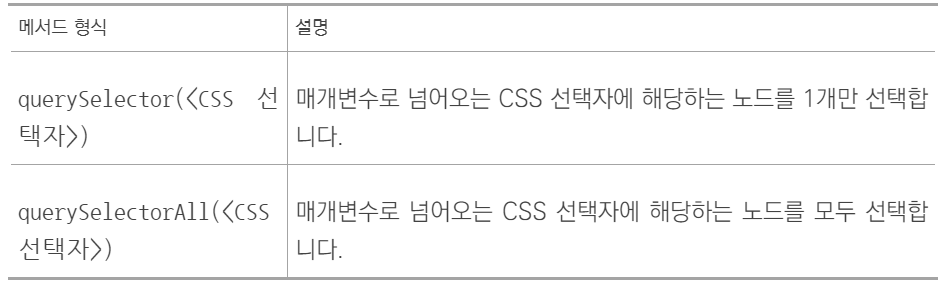 메서드 형식
설명
querySelector(<CSS 선
택자>)
매개변수로 넘어오는 CSS 선택자에 해당하는 노드를 1개만 선택합
니다.
querySelectorAll(<CSS
선택자>)
매개변수로 넘어오는 CSS 선택자에 해당하는 노드를 모두 선택합
니다.